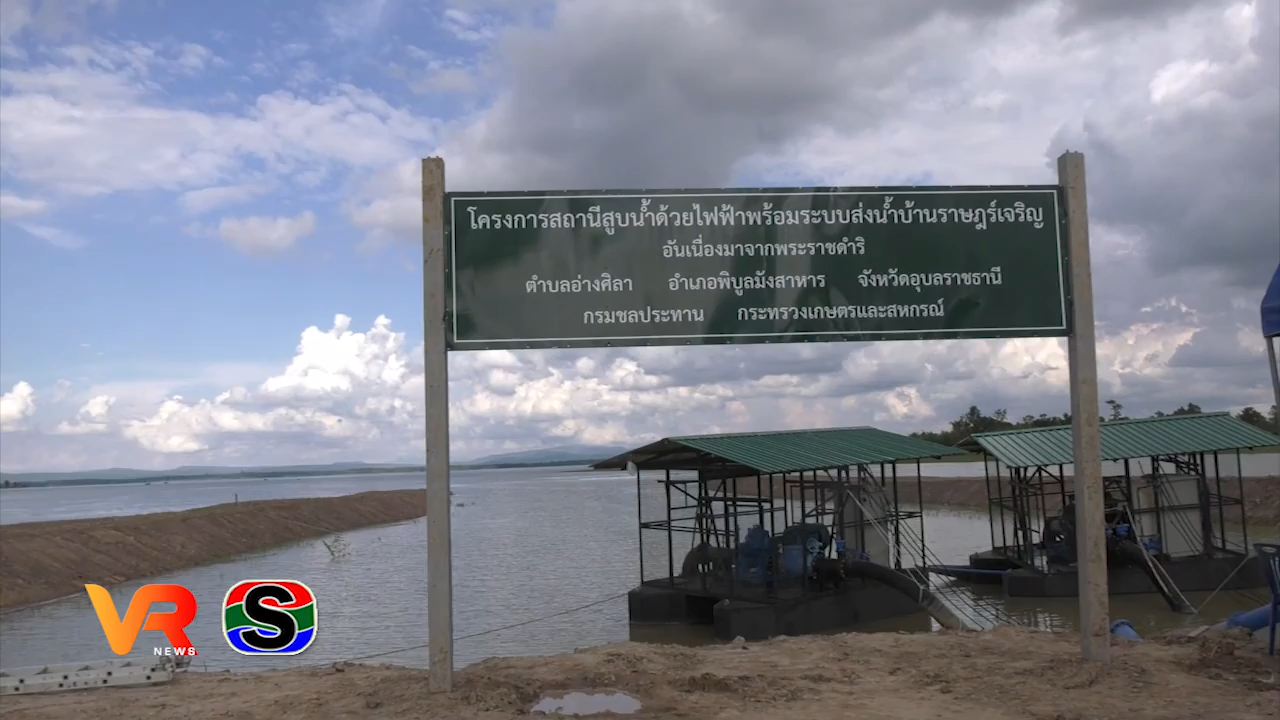 โครงการสถานีสูบน้ำด้วยไฟฟ้าพร้อมระบบส่งน้ำบ้านราษฎร์เจริญ
อันเนื่องมาจากพระราชดำริ
ตำบลอ่างศิลา อำเภอพิบูลมังสาหาร จังหวัดอุบลราชธานี
กรมชลประทาน กระทรวงเกษตรและสหกรณ์
VR
NEWS
S